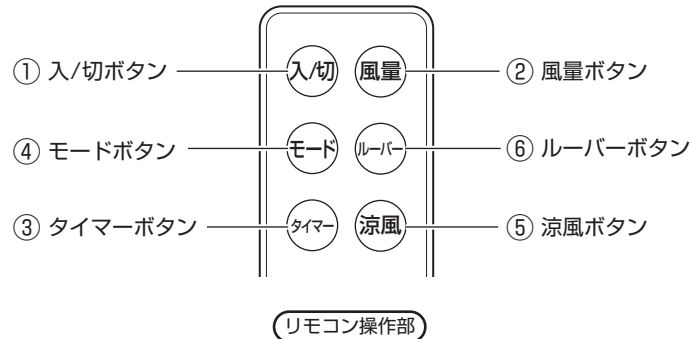 ① 入/切ボタン
入/切
風量
② 風量ボタン
④ モードボタン
モード
ルーバー
⑥ ルーバーボタン
③ タイマーボタン
タイマー
涼風
⑤ 涼風ボタン
リモコン操作部